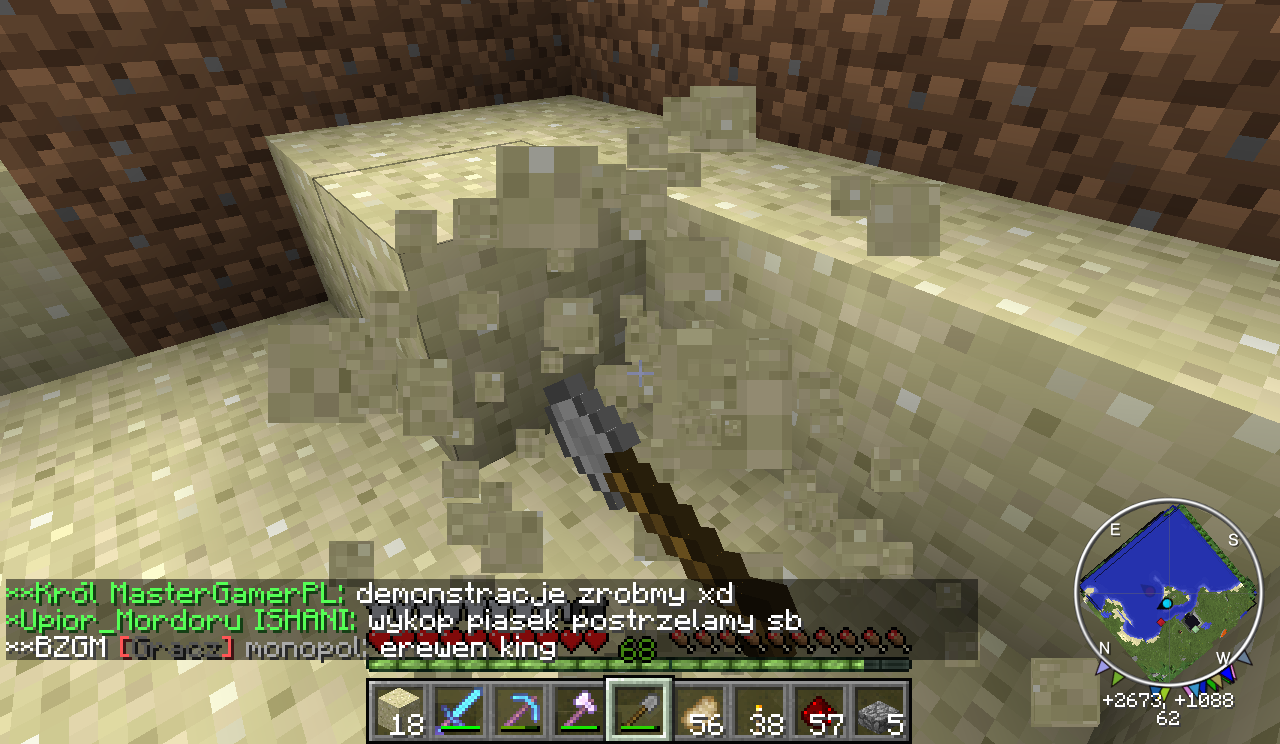 **Król MasterGamerPL: demonstracje zrobmy xd
*Upior_Mordoru ISHANI: wykop piasek postrzelamy sb
**BZGM [Gracz] monopol: erewen king
68
18 56 38 57 5
E
S
N
W
+2673, +1088
62